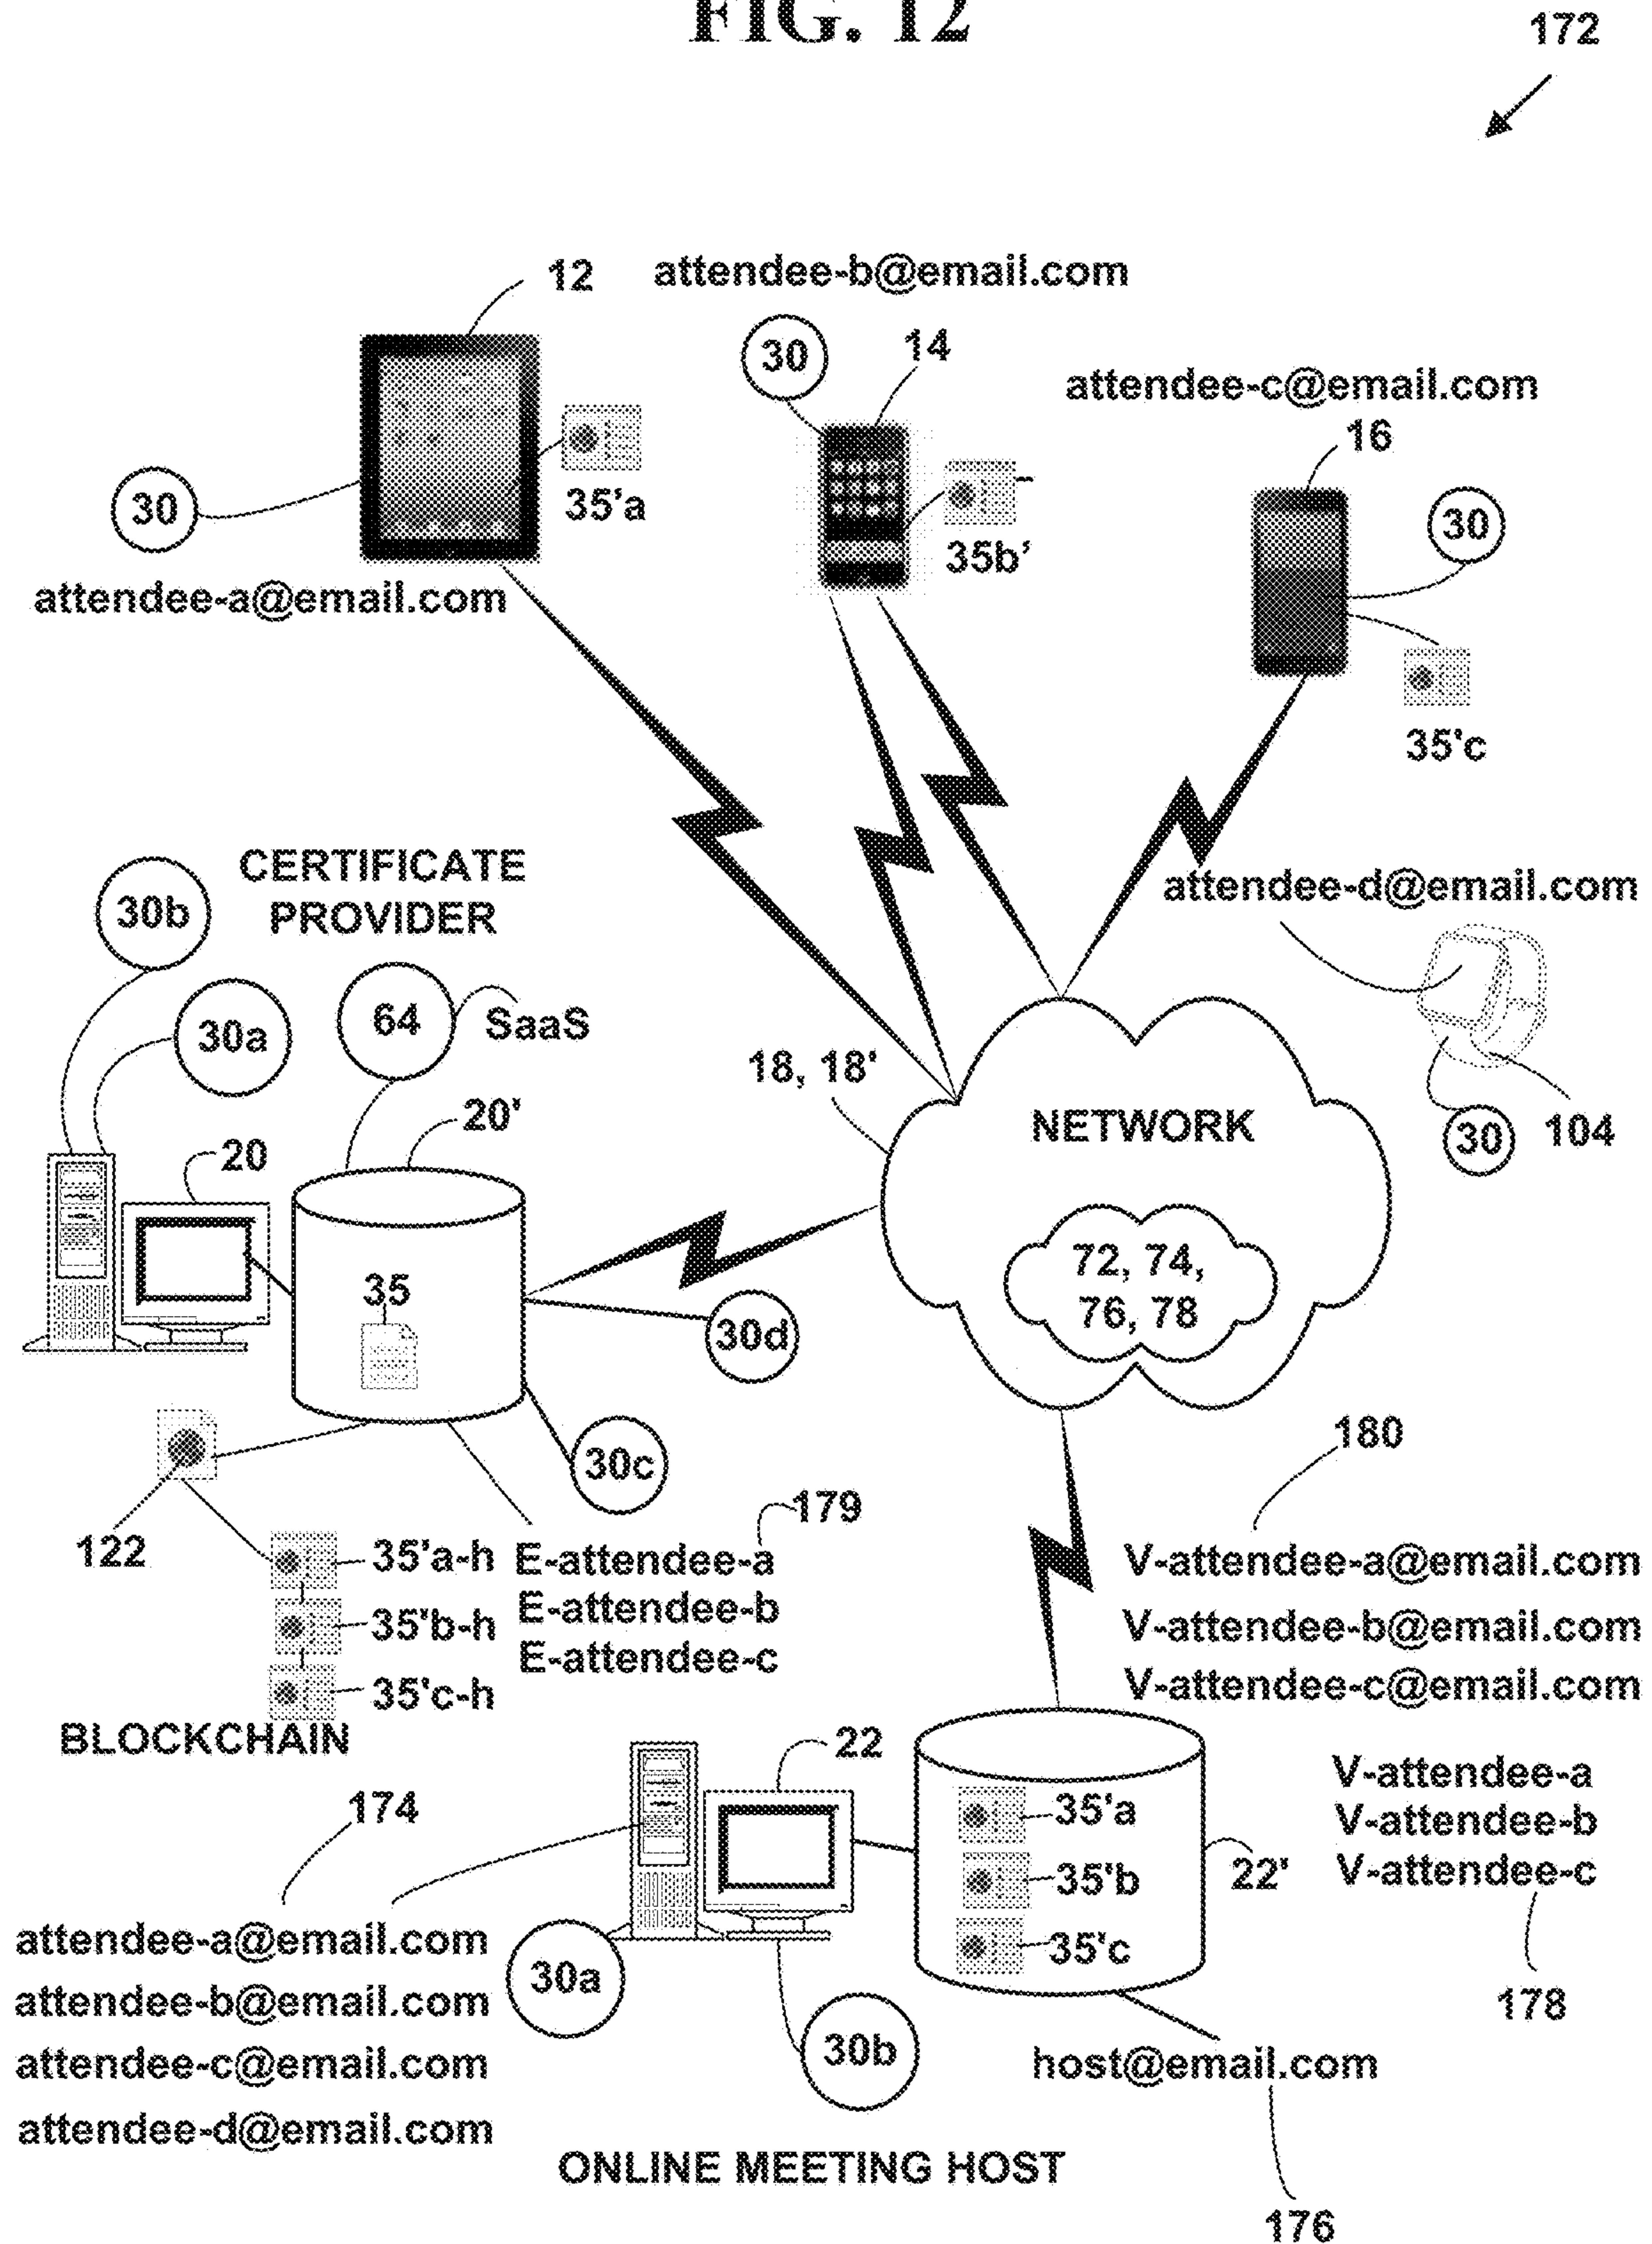 FIG. 12
172
12
attendee-b@email.com
30
14
attendee-c@email.com
16
35'a
30
35b'
30
attendee-a@email.com
35'c
CERTIFICATE
PROVIDER
30b
attendee-d@email.com
30a
64
SaaS
18, 18'
NETWORK
30
104
20
20'
72, 74,
76, 78
35
30d
30c
180
122
179
35'a-h
E-attendee-a
V-attendee-a@email.com
35'b-h
E-attendee-b
V-attendee-b@email.com
35'c-h
E-attendee-c
V-attendee-c@email.com
BLOCKCHAIN
22
174
35'a
V-attendee-a
35'b
22'
V-attendee-b
V-attendee-c
attendee-a@email.com
35'c
30a
attendee-b@email.com
178
attendee-c@email.com
30b
host@email.com
attendee-d@email.com
ONLINE MEETING HOST
176